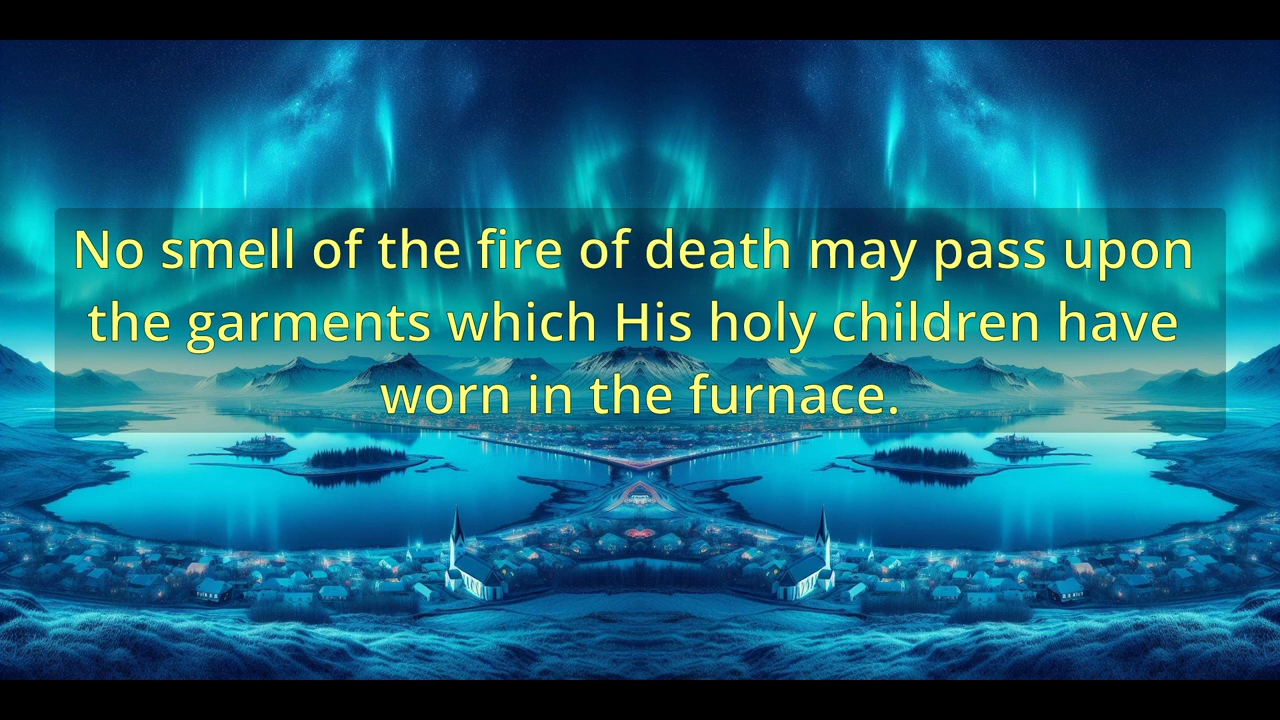 No smell of the fire of death may pass upon
the garments which His holy children have
worn in the furnace.